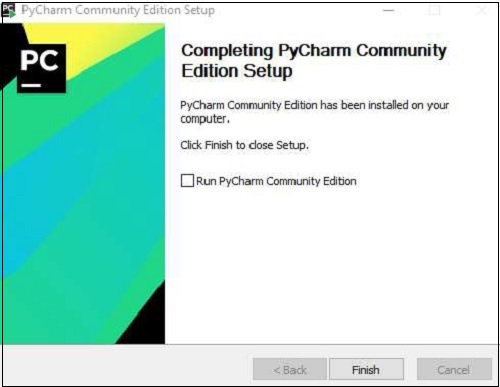 PC
PyCharm Community Edition Setup
PC
Completing PyCharm Community
Edition Setup
PyCharm Community Edition has been installed on your
computer.
Click Finish to close Setup.
Run PyCharm Community Edition
< Back
Finish
Cancel